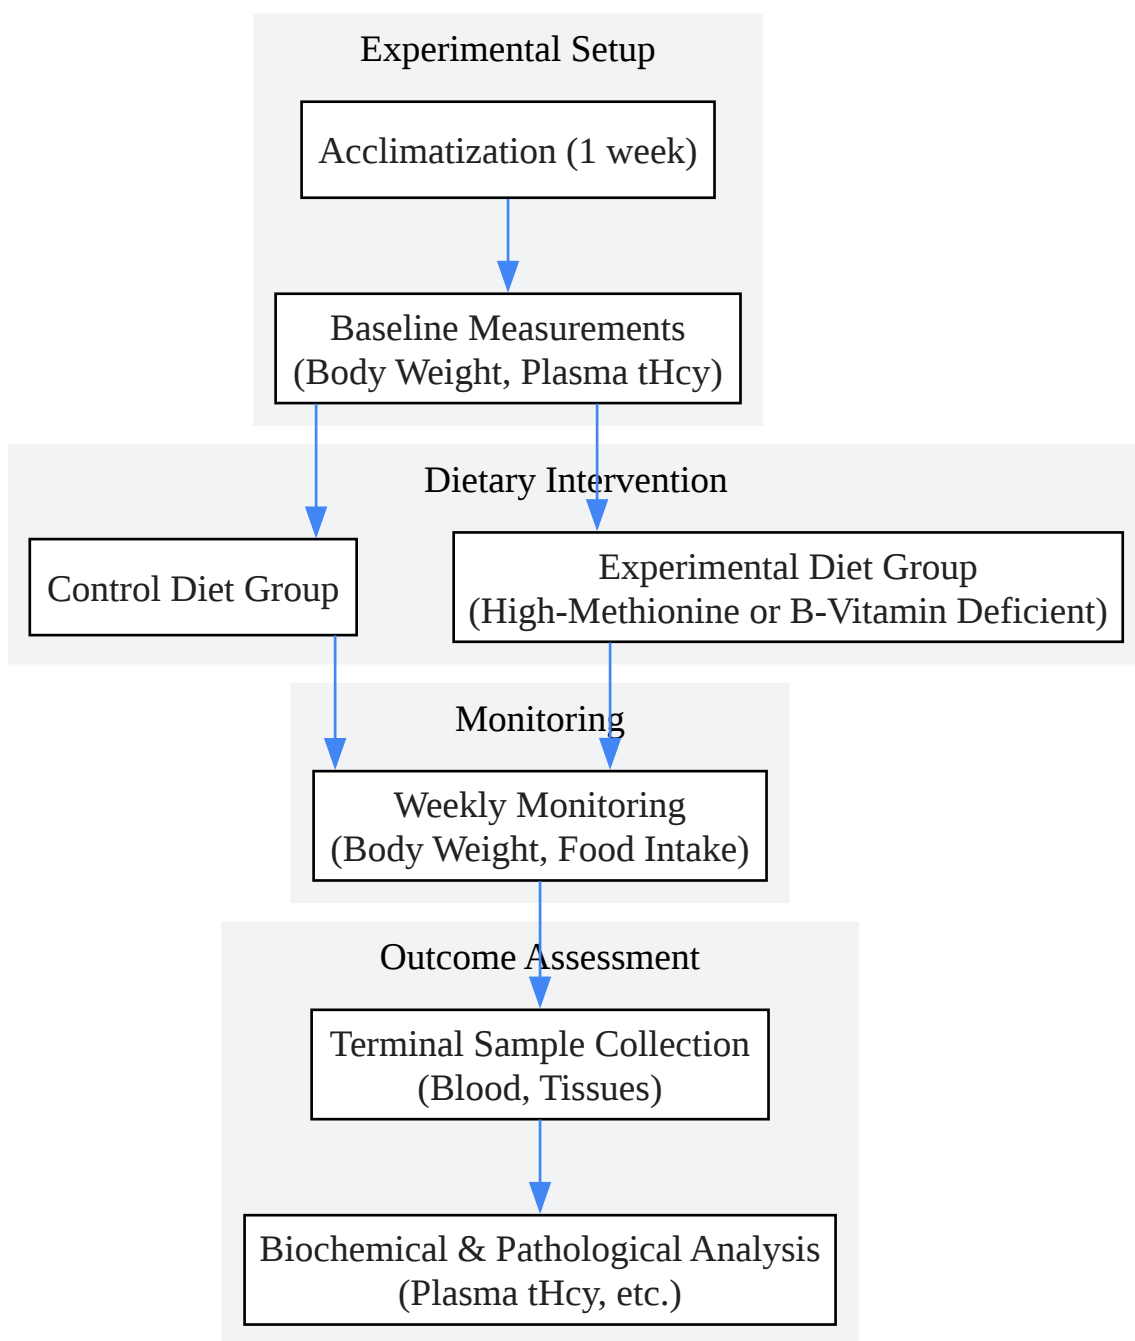 Experimental Setup
Acclimatization (1 week)
Baseline Measurements
(Body Weight, Plasma tHcy)
Dietary Intervention
Control Diet Group
Experimental Diet Group
(High-Methionine or B-Vitamin Deficient)
Monitoring
Weekly Monitoring
(Body Weight, Food Intake)
Outcome Assessment
Terminal Sample Collection
(Blood, Tissues)
Biochemical & Pathological Analysis
(Plasma tHcy, etc.)